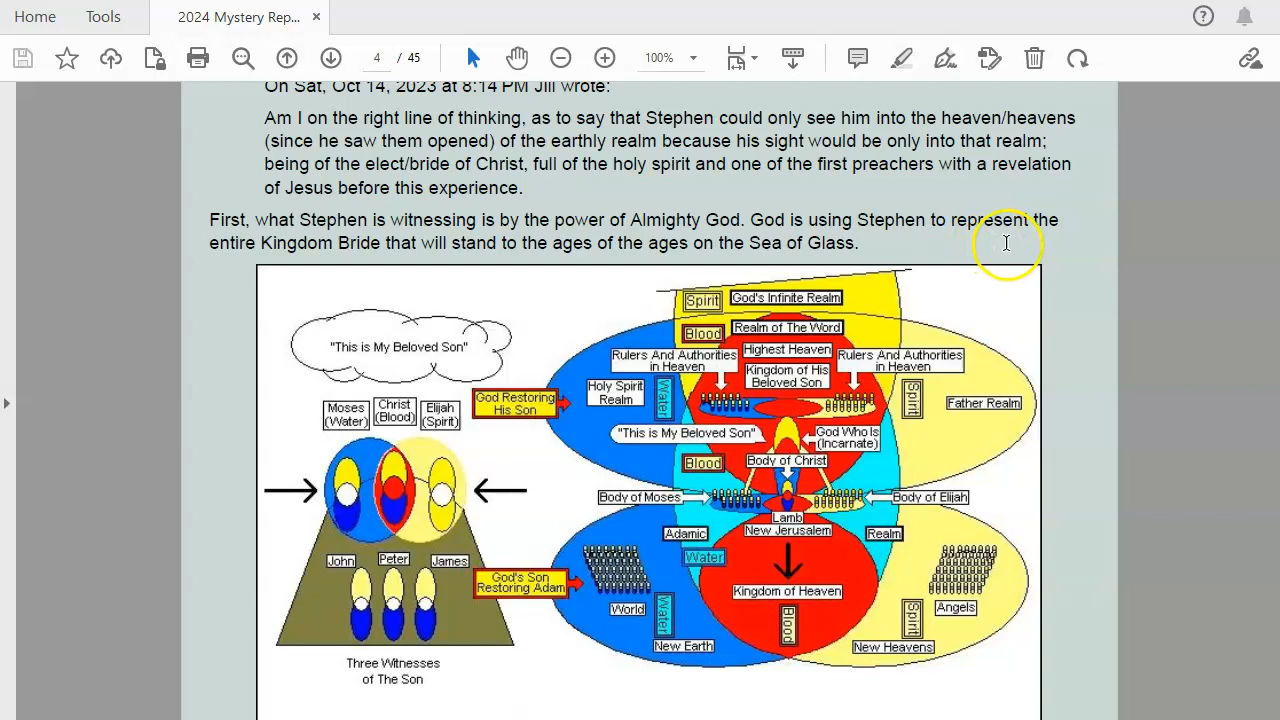 Home
Tools
2024 Mystery Rep...
4 / 45
100%
On Sat, Oct 14, 2023 at 8:14 PM Jill wrote:
Am I on the right line of thinking, as to say that Stephen could only see him into the heaven/heavens
(since he saw them opened) of the earthly realm because his sight would be only into that realm;
being of the elect/bride of Christ, full of the holy spirit and one of the first preachers with a revelation
of Jesus before this experience.
First, what Stephen is witnessing is by the power of Almighty God. God is using Stephen to represent the
entire Kingdom Bride that will stand to the ages of the ages on the Sea of Glass.
"This is My Beloved Son"
Moses
(Water)
Christ
(Blood)
Elijah
(Spirit)
John
Peter
James
Three Witnesses
of The Son
God Restoring
His Son
God's Son
Restoring Adam
Spirit
God's Infinite Realm
Blood
Realm of The Word
Rulers And Authorities
in Heaven
Highest Heaven
Rulers And Authorities
in Heaven
Kingdom of His
Beloved Son
Holy Spirit
Realm
Water
Spirit
Father Realm
"This is My Beloved Son"
God Who Is
(Incarnate)
Blood
Body of Christ
Body of Moses
Body of Elijah
Lamb
New Jerusalem
Adamic
Realm
Water
Kingdom of Heaven
World
Water
Blood
Spirit
Angels
New Earth
New Heavens